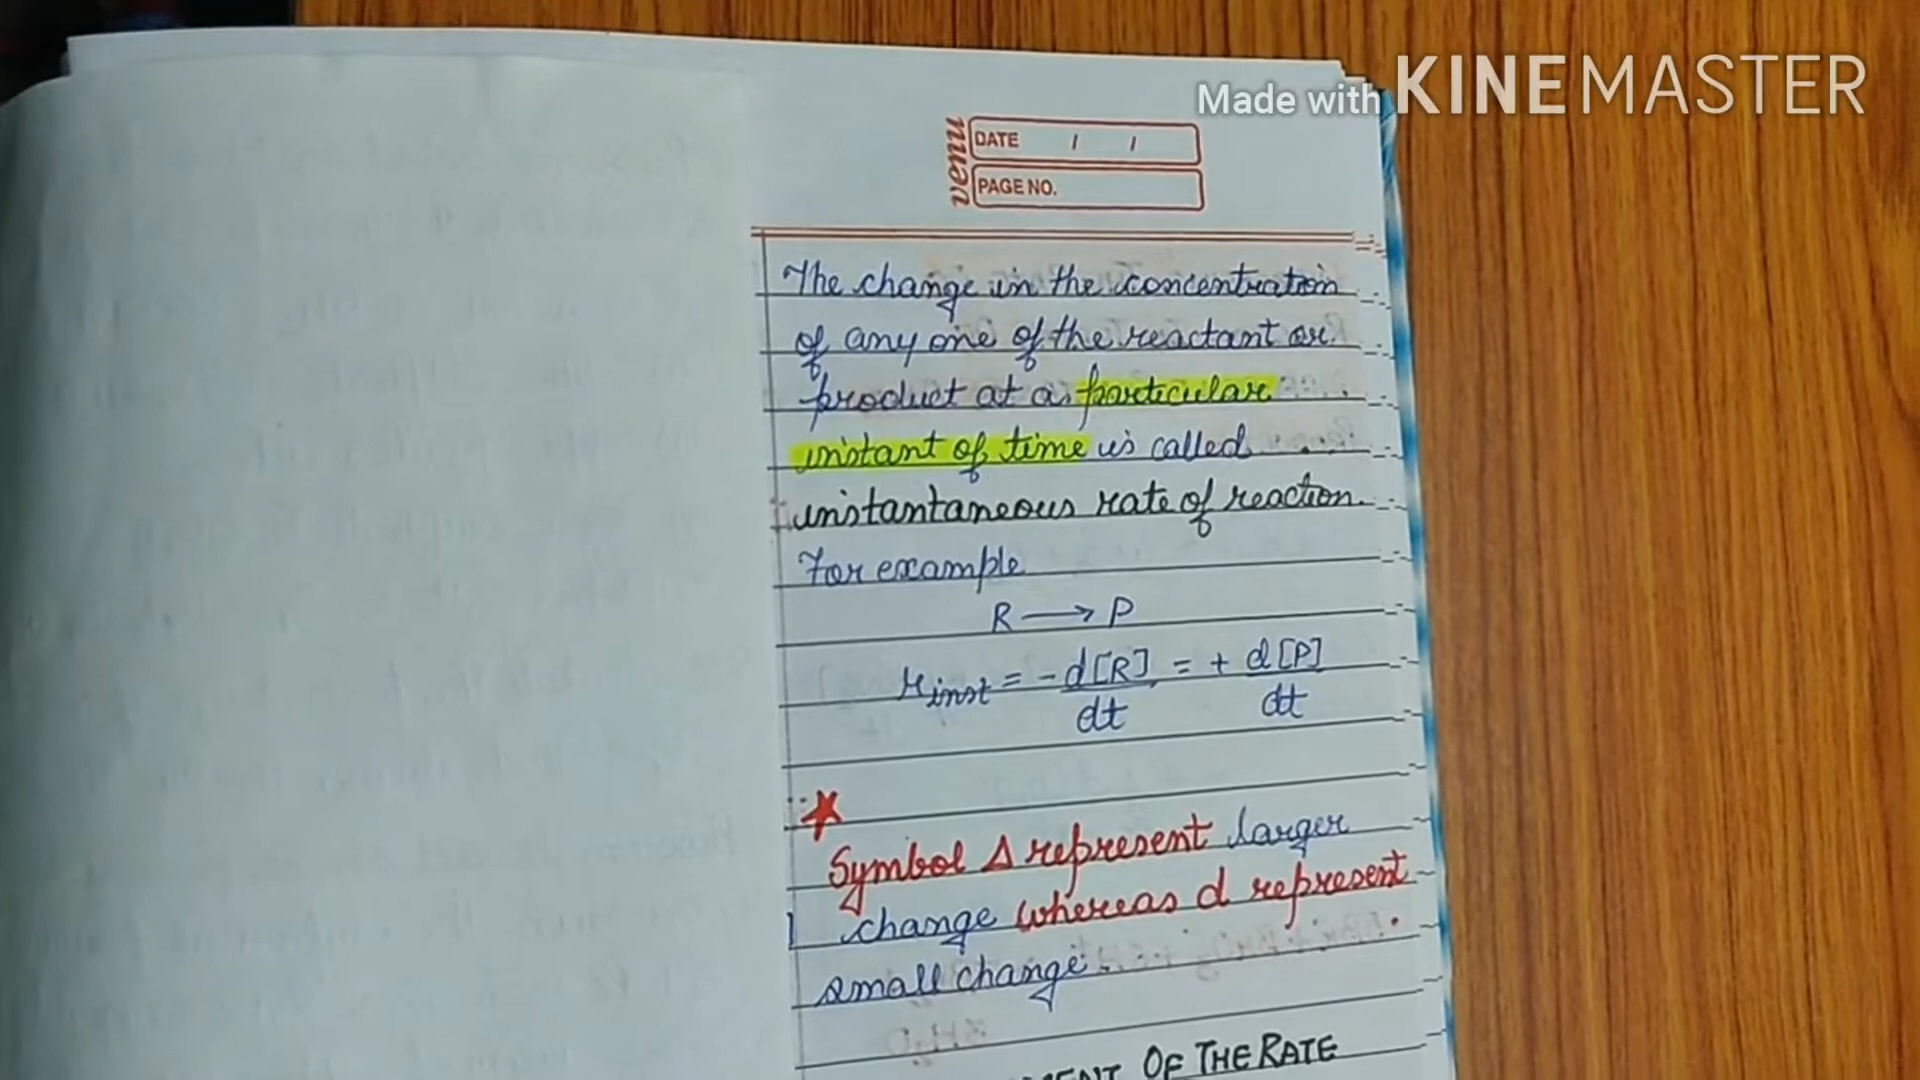 Made with KINEMASTER
venu
DATE / /
PAGE NO.
The change in the concentration
of any one of the reactant or
product at a particular
instant of time is called
instantaneous rate of reaction.
For example
R → P
r inst = - d[R] / dt = + d[P] / dt
Symbol Δ represent larger
change whereas d represent
small change.
OF THE RATE